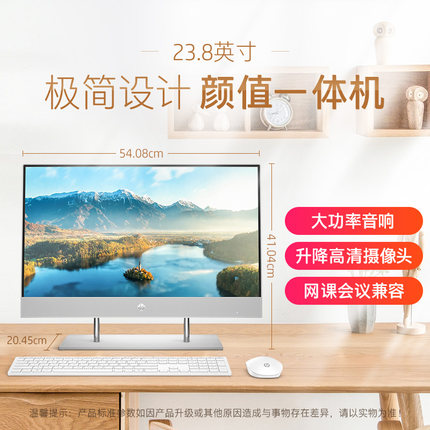 23.8英寸
极简设计 颜值一体机
54.08cm
41.04cm
20.45cm
大功率音响
升降高清摄像头
网课会议兼容
温馨提示：产品标准参数如因产品升级或其他原因造成与事物存在差异，请以实物为准！